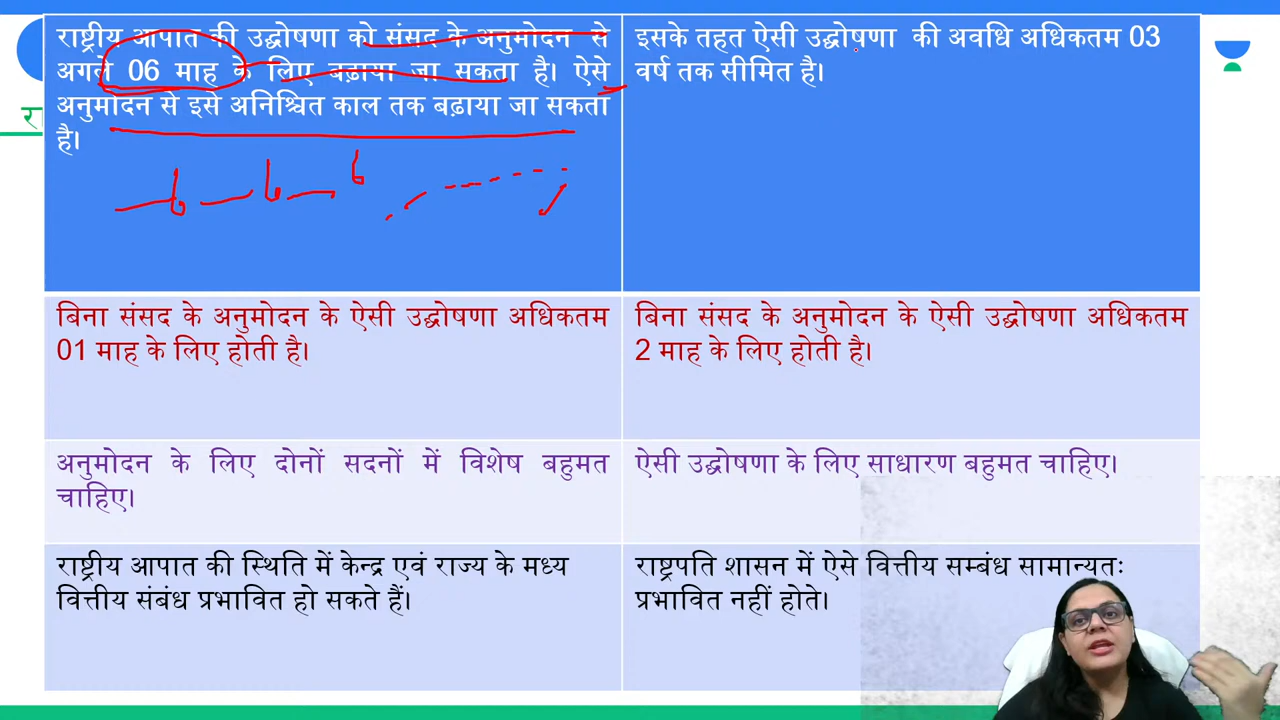 राष्ट्रीय आपात की उद्घोषणा को संसद के अनुमोदन से
अगले 06 माह के लिए बढ़ाया जा सकता है। ऐसे
अनुमोदन से इसे अनिश्चित काल तक बढ़ाया जा सकता
है।
6 6 6
इसके तहत ऐसी उद्घोषणा की अवधि अधिकतम 03
वर्ष तक सीमित है।
बिना संसद के अनुमोदन के ऐसी उद्घोषणा अधिकतम
01 माह के लिए होती है।
बिना संसद के अनुमोदन के ऐसी उद्घोषणा अधिकतम
2 माह के लिए होती है।
अनुमोदन के लिए दोनों सदनों में विशेष बहुमत
चाहिए।
ऐसी उद्घोषणा के लिए साधारण बहुमत चाहिए।
राष्ट्रीय आपात की स्थिति में केन्द्र एवं राज्य के मध्य
वित्तीय संबंध प्रभावित हो सकते हैं।
राष्ट्रपति शासन में ऐसे वित्तीय सम्बंध सामान्यतः
प्रभावित नहीं होते।